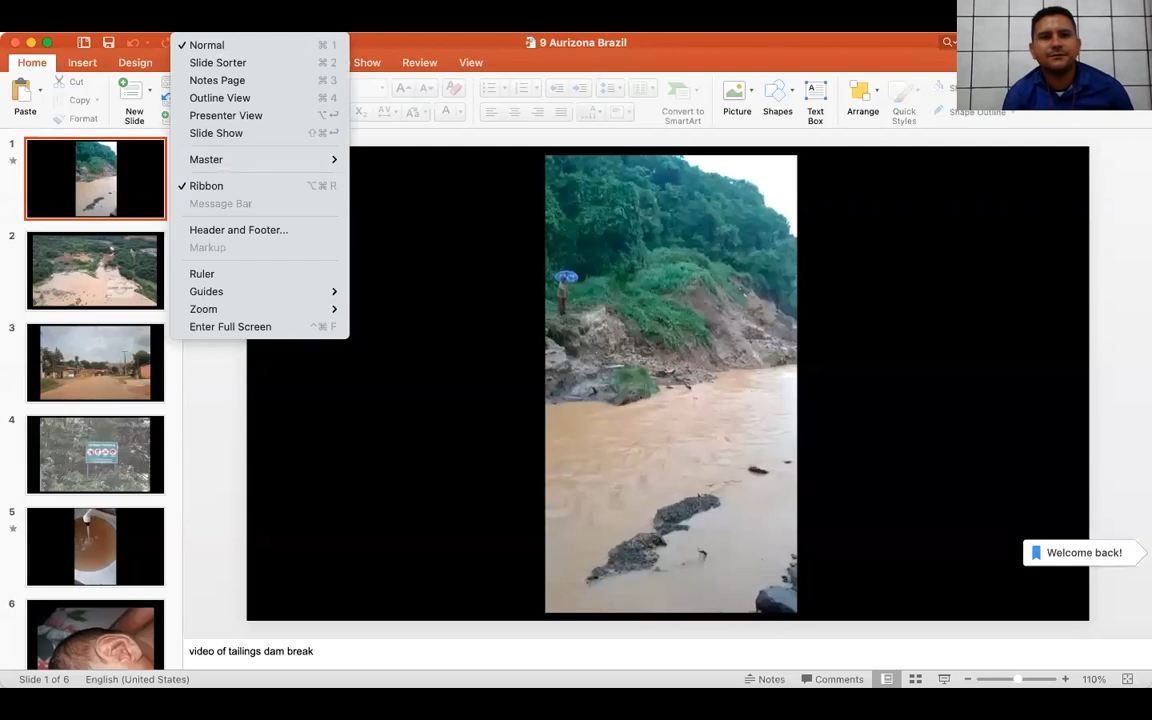 9 Aurizona Brazil
Home
Insert
Design
Show
Review
View
Normal ⌘ 1
Slide Sorter ⌘ 2
Notes Page ⌘ 3
Outline View ⌘ 4
Presenter View ⌥↩
Slide Show ⇧⌘↩
Master
Ribbon ⌥⌘R
Message Bar
Header and Footer...
Markup
Ruler
Guides
Zoom
Enter Full Screen ^⌘F
Paste
Cut
Copy
Format
New
Slide
Convert to
SmartArt
Picture
Shapes
Text
Box
Arrange
Quick
Styles
Shape Outline
1
2
3
4
5
6
Welcome back!
video of tailings dam break
Slide 1 of 6
English (United States)
Notes
Comments
110%